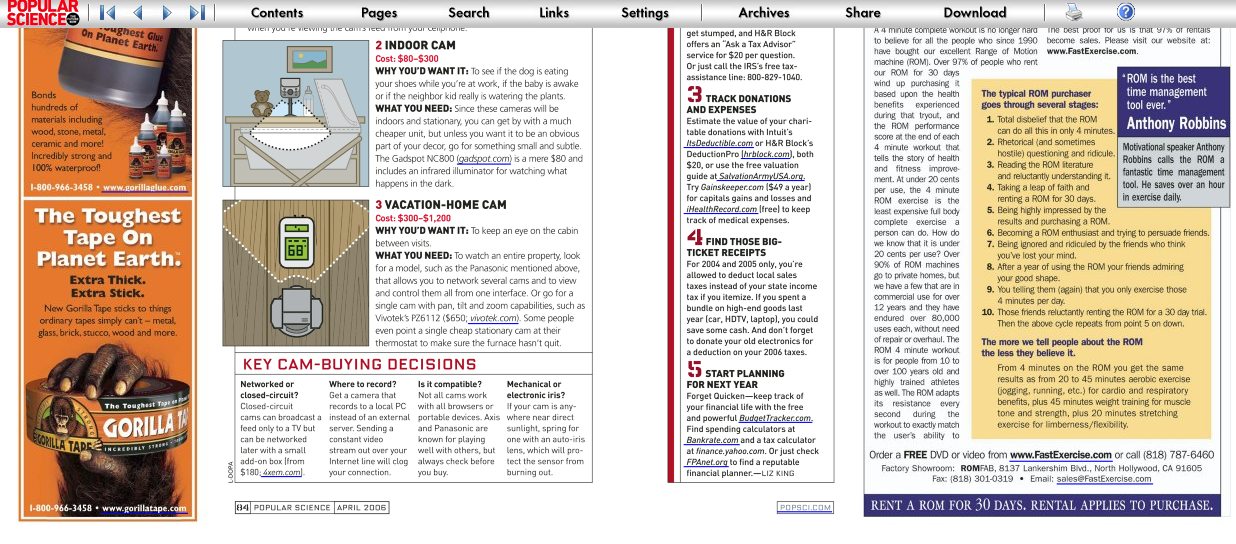 POPULAR
SCIENCE
Contents
Pages
Search
Links
Settings
Archives
Share
Download
Toughest Glue
On Planet Earth.
Bonds
hundreds of
materials including
wood, stone, metal,
ceramic and more!
Incredibly strong and
100% waterproof!
1-800-966-3458 • www.gorillaglue.com
The Toughest
Tape On
Planet Earth.
Extra Thick.
Extra Stick.
New Gorilla Tape sticks to things
ordinary tapes simply can't – metal,
glass, brick, stucco, wood and more.
The Toughest Tape On Planet
GORILLA TAPE
GORILLA
INCREDIBLY STRONG
1-800-966-3458 • www.gorillatape.com
when you're viewing the cam's feed from your cellphone.
2 INDOOR CAM
Cost: $80–$300
WHY YOU'D WANT IT: To see if the dog is eating
your shoes while you're at work, if the baby is awake
or if the neighbor kid really is watering the plants.
WHAT YOU NEED: Since these cameras will be
indoors and stationary, you can get by with a much
cheaper unit, but unless you want it to be an obvious
part of your decor, go for something small and subtle.
The Gadspot NC800 (gadspot.com) is a mere $80 and
includes an infrared illuminator for watching what
happens in the dark.
3 VACATION-HOME CAM
Cost: $300–$1,200
WHY YOU'D WANT IT: To keep an eye on the cabin
between visits.
WHAT YOU NEED: To watch an entire property, look
for a model, such as the Panasonic mentioned above,
that allows you to network several cams and to view
and control them all from one interface. Or go for a
single cam with pan, tilt and zoom capabilities, such as
Vivotek's PZ6112 ($650; vivotek.com). Some people
even point a single cheap stationary cam at their
thermostat to make sure the furnace hasn't quit.
68°
KEY CAM-BUYING DECISIONS
Networked or
closed-circuit?
Closed-circuit
cams can broadcast a
feed only to a TV but
can be networked
later with a small
add-on box (from
$180; 4xem.com).
Where to record?
Get a camera that
records to a local PC
instead of an external
server. Sending a
constant video
stream out over your
Internet line will clog
your connection.
Is it compatible?
Not all cams work
with all browsers or
portable devices. Axis
and Panasonic are
known for playing
well with others, but
always check before
you buy.
Mechanical or
electronic iris?
If your cam is any-
where near direct
sunlight, spring for
one with an auto-iris
lens, which will pro-
tect the sensor from
burning out.
L-DOPA
84 POPULAR SCIENCE APRIL 2006
get stumped, and H&R Block
offers an "Ask a Tax Advisor"
service for $20 per question.
Or just call the IRS's free tax-
assistance line: 800-829-1040.
3 TRACK DONATIONS
AND EXPENSES
Estimate the value of your chari-
table donations with Intuit's
ItsDeductible.com or H&R Block's
DeductionPro (hrblock.com), both
$20, or use the free valuation
guide at SalvationArmyUSA.org.
Try Gainskeeper.com ($49 a year)
for capital gains and losses and
iHealthRecord.com (free) to keep
track of medical expenses.
4 FIND THOSE BIG-
TICKET RECEIPTS
For 2004 and 2005 only, you're
allowed to deduct local sales
taxes instead of your state income
tax if you itemize. If you spent a
bundle on high-end goods last
year (car, HDTV, laptop), you could
save some cash. And don't forget
to donate your old electronics for
a deduction on your 2006 taxes.
5 START PLANNING
FOR NEXT YEAR
Forget Quicken—keep track of
your financial life with the free
and powerful BudgetTracker.com.
Find spending calculators at
Bankrate.com and a tax calculator
at finance.yahoo.com. Or just check
FPAnet.org to find a reputable
financial planner.—LIZ KING
POPSCI.COM
A 4 minute complete workout is no longer hard
to believe for all the people who since 1990
have bought our excellent Range of Motion
machine (ROM). Over 97% of people who rent
our ROM for 30 days
wind up purchasing it
based upon the health
benefits experienced
during that tryout, and
the ROM performance
score at the end of each
4 minute workout that
tells the story of health
and fitness improve-
ment. At under 20 cents
per use, the 4 minute
ROM exercise is the
least expensive full body
complete exercise a
person can do. How do
we know that it is under
20 cents per use? Over
90% of ROM machines
go to private homes, but
we have a few that are in
commercial use for over
12 years and they have
endured over 80,000
uses each, without need
of repair or overhaul. The
ROM 4 minute workout
is for people from 10 to
over 100 years old and
highly trained athletes
as well. The ROM adapts
its resistance every
second during the
workout to exactly match
the user's ability to
The best proof for us is that 97% of rentals
become sales. Please visit our website at:
www.FastExercise.com.
The typical ROM purchaser
goes through several stages:
1. Total disbelief that the ROM
can do all this in only 4 minutes.
2. Rhetorical (and sometimes
hostile) questioning and ridicule.
3. Reading the ROM literature
and reluctantly understanding it.
4. Taking a leap of faith and
renting a ROM for 30 days.
5. Being highly impressed by the
results and purchasing a ROM.
6. Becoming a ROM enthusiast and trying to persuade friends.
7. Being ignored and ridiculed by the friends who think
you've lost your mind.
8. After a year of using the ROM your friends admiring
your good shape.
9. You telling them (again) that you only exercise those
4 minutes per day.
10. Those friends reluctantly renting the ROM for a 30 day trial.
Then the above cycle repeats from point 5 on down.
The more we tell people about the ROM
the less they believe it.
From 4 minutes on the ROM you get the same
results as from 20 to 45 minutes aerobic exercise
(jogging, running, etc.) for cardio and respiratory
benefits, plus 45 minutes weight training for muscle
tone and strength, plus 20 minutes stretching
exercise for limberness/flexibility.
"ROM is the best
time management
tool ever."
Anthony Robbins
Motivational speaker Anthony
Robbins calls the ROM a
fantastic time management
tool. He saves over an hour
in exercise daily.
Order a FREE DVD or video from www.FastExercise.com or call (818) 787-6460
Factory Showroom: ROMFAB, 8137 Lankershim Blvd., North Hollywood, CA 91605
Fax: (818) 301-0319 • Email: sales@FastExercise.com
RENT A ROM FOR 30 DAYS. RENTAL APPLIES TO PURCHASE.